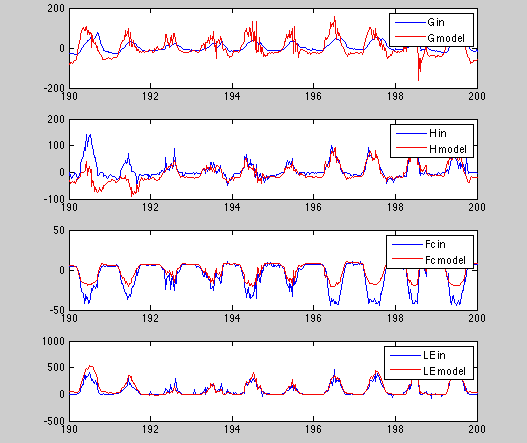 200
0
-200
Gin
Gmodel
190 192 194 196 198 200
200
100
0
-100
Hin
Hmodel
190 192 194 196 198 200
50
0
-50
Fcin
Fcmodel
190 192 194 196 198 200
1000
500
0
-500
LEin
LEmodel
190 192 194 196 198 200